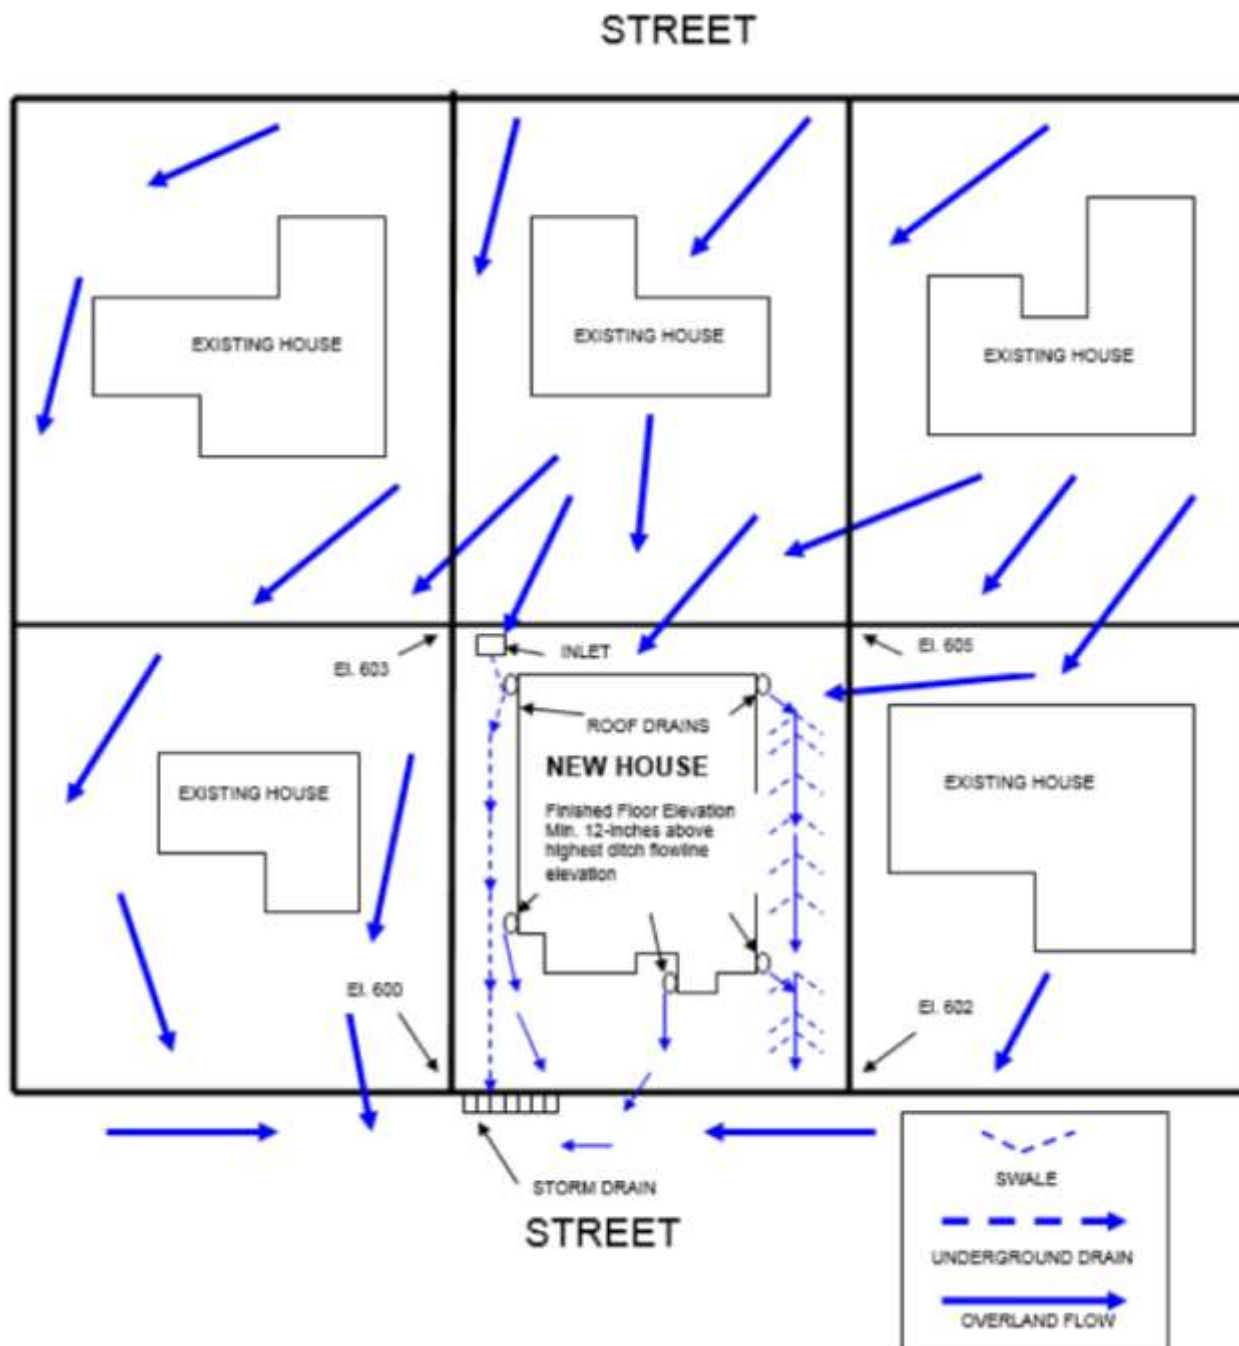 STREET
EXISTING HOUSE
EXISTING HOUSE
EXISTING HOUSE
El. 603
INLET
El. 605
ROOF DRAINS
NEW HOUSE
Finished Floor Elevation
Min. 12-inches above
highest ditch flowline
elevation
EXISTING HOUSE
EXISTING HOUSE
El. 600
El. 602
STORM DRAIN
STREET
SWALE
UNDERGROUND DRAIN
OVERLAND FLOW